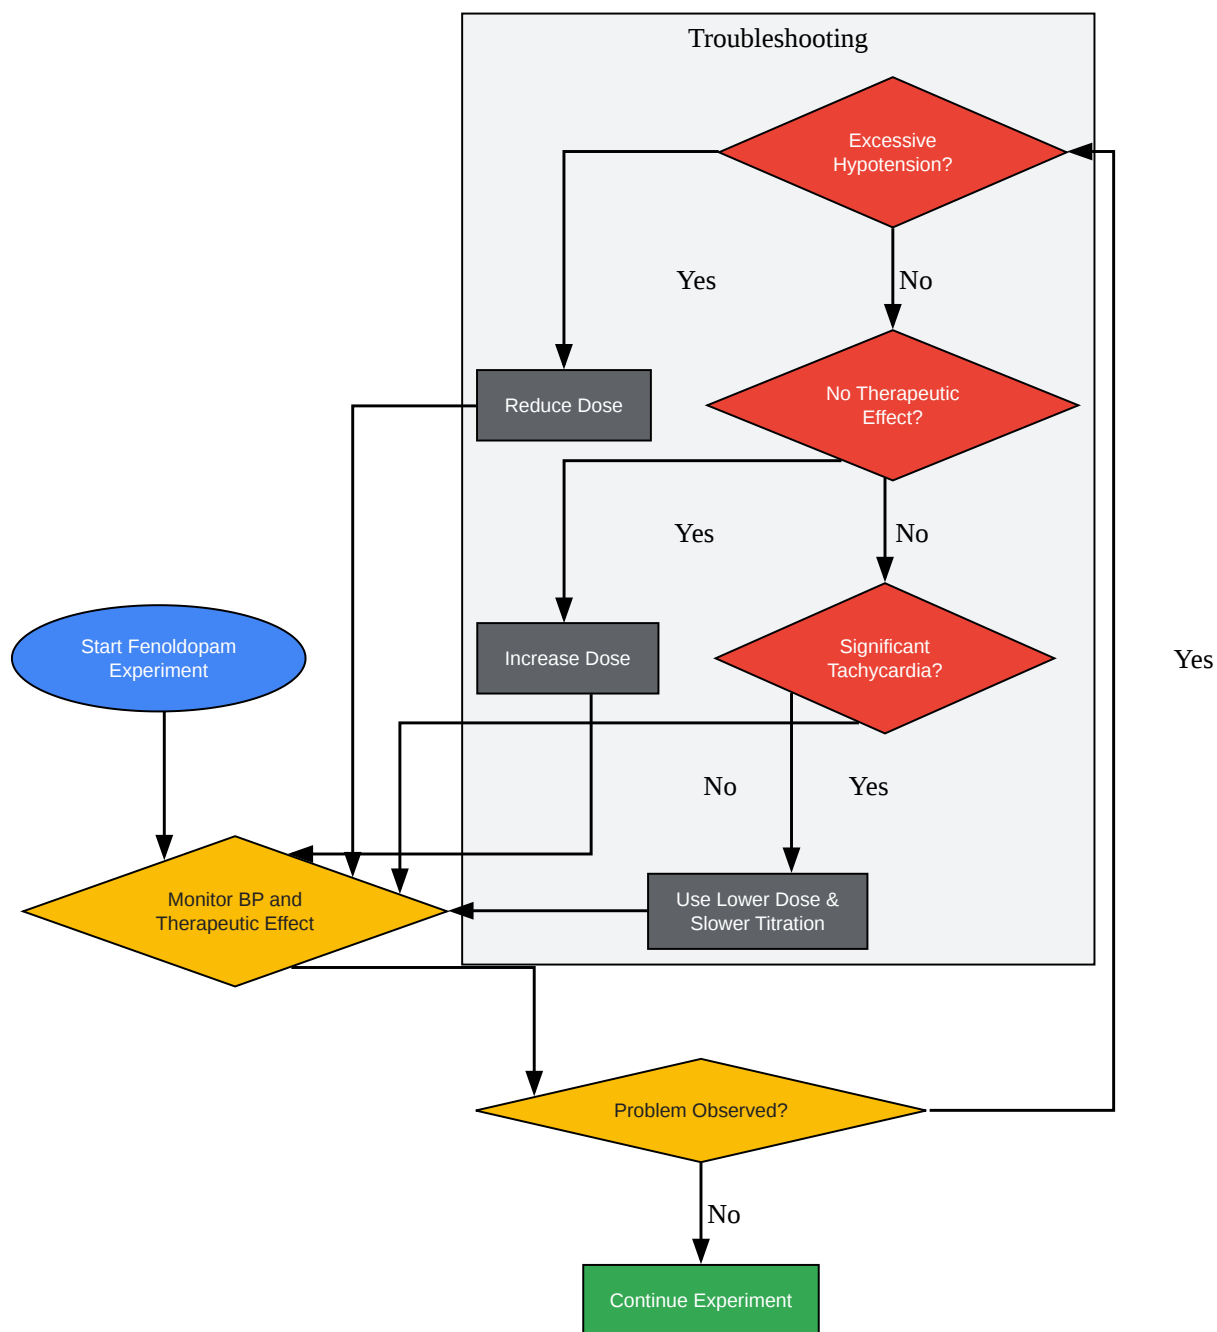 Troubleshooting
Excessive
Hypotension?
Yes
No
Reduce Dose
No Therapeutic
Effect?
Yes
No
Start Fenoldopam
Experiment
Increase Dose
Significant
Tachycardia?
Yes
No
Yes
Monitor BP and
Therapeutic Effect
Use Lower Dose &
Slower Titration
Problem Observed?
No
Continue Experiment